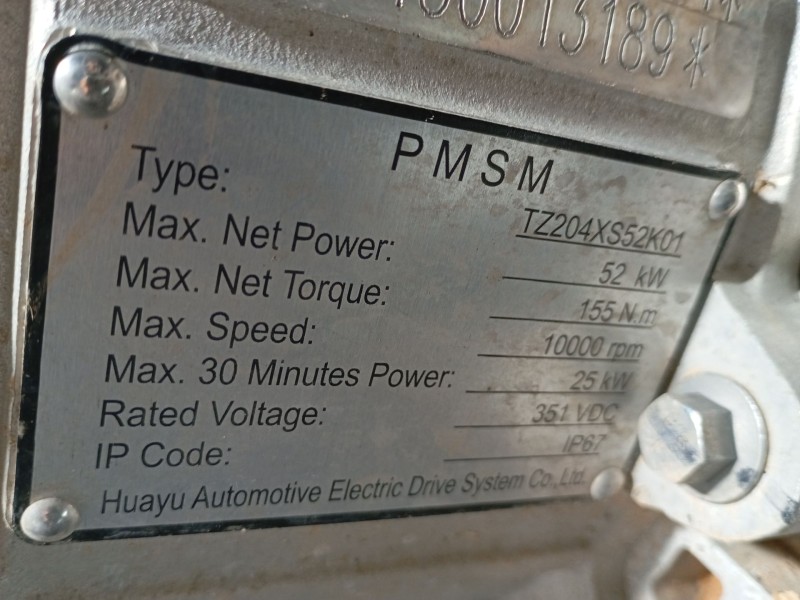 13189*
PMSM
Type: TZ204XS52K01
Max. Net Power: 52 kW
Max. Net Torque: 155 N.m
Max. Speed: 10000 rpm
Max. 30 Minutes Power: 25 kW
Rated Voltage: 351 VDC
IP Code: IP67
Huayu Automotive Electric Drive System Co.,Ltd.